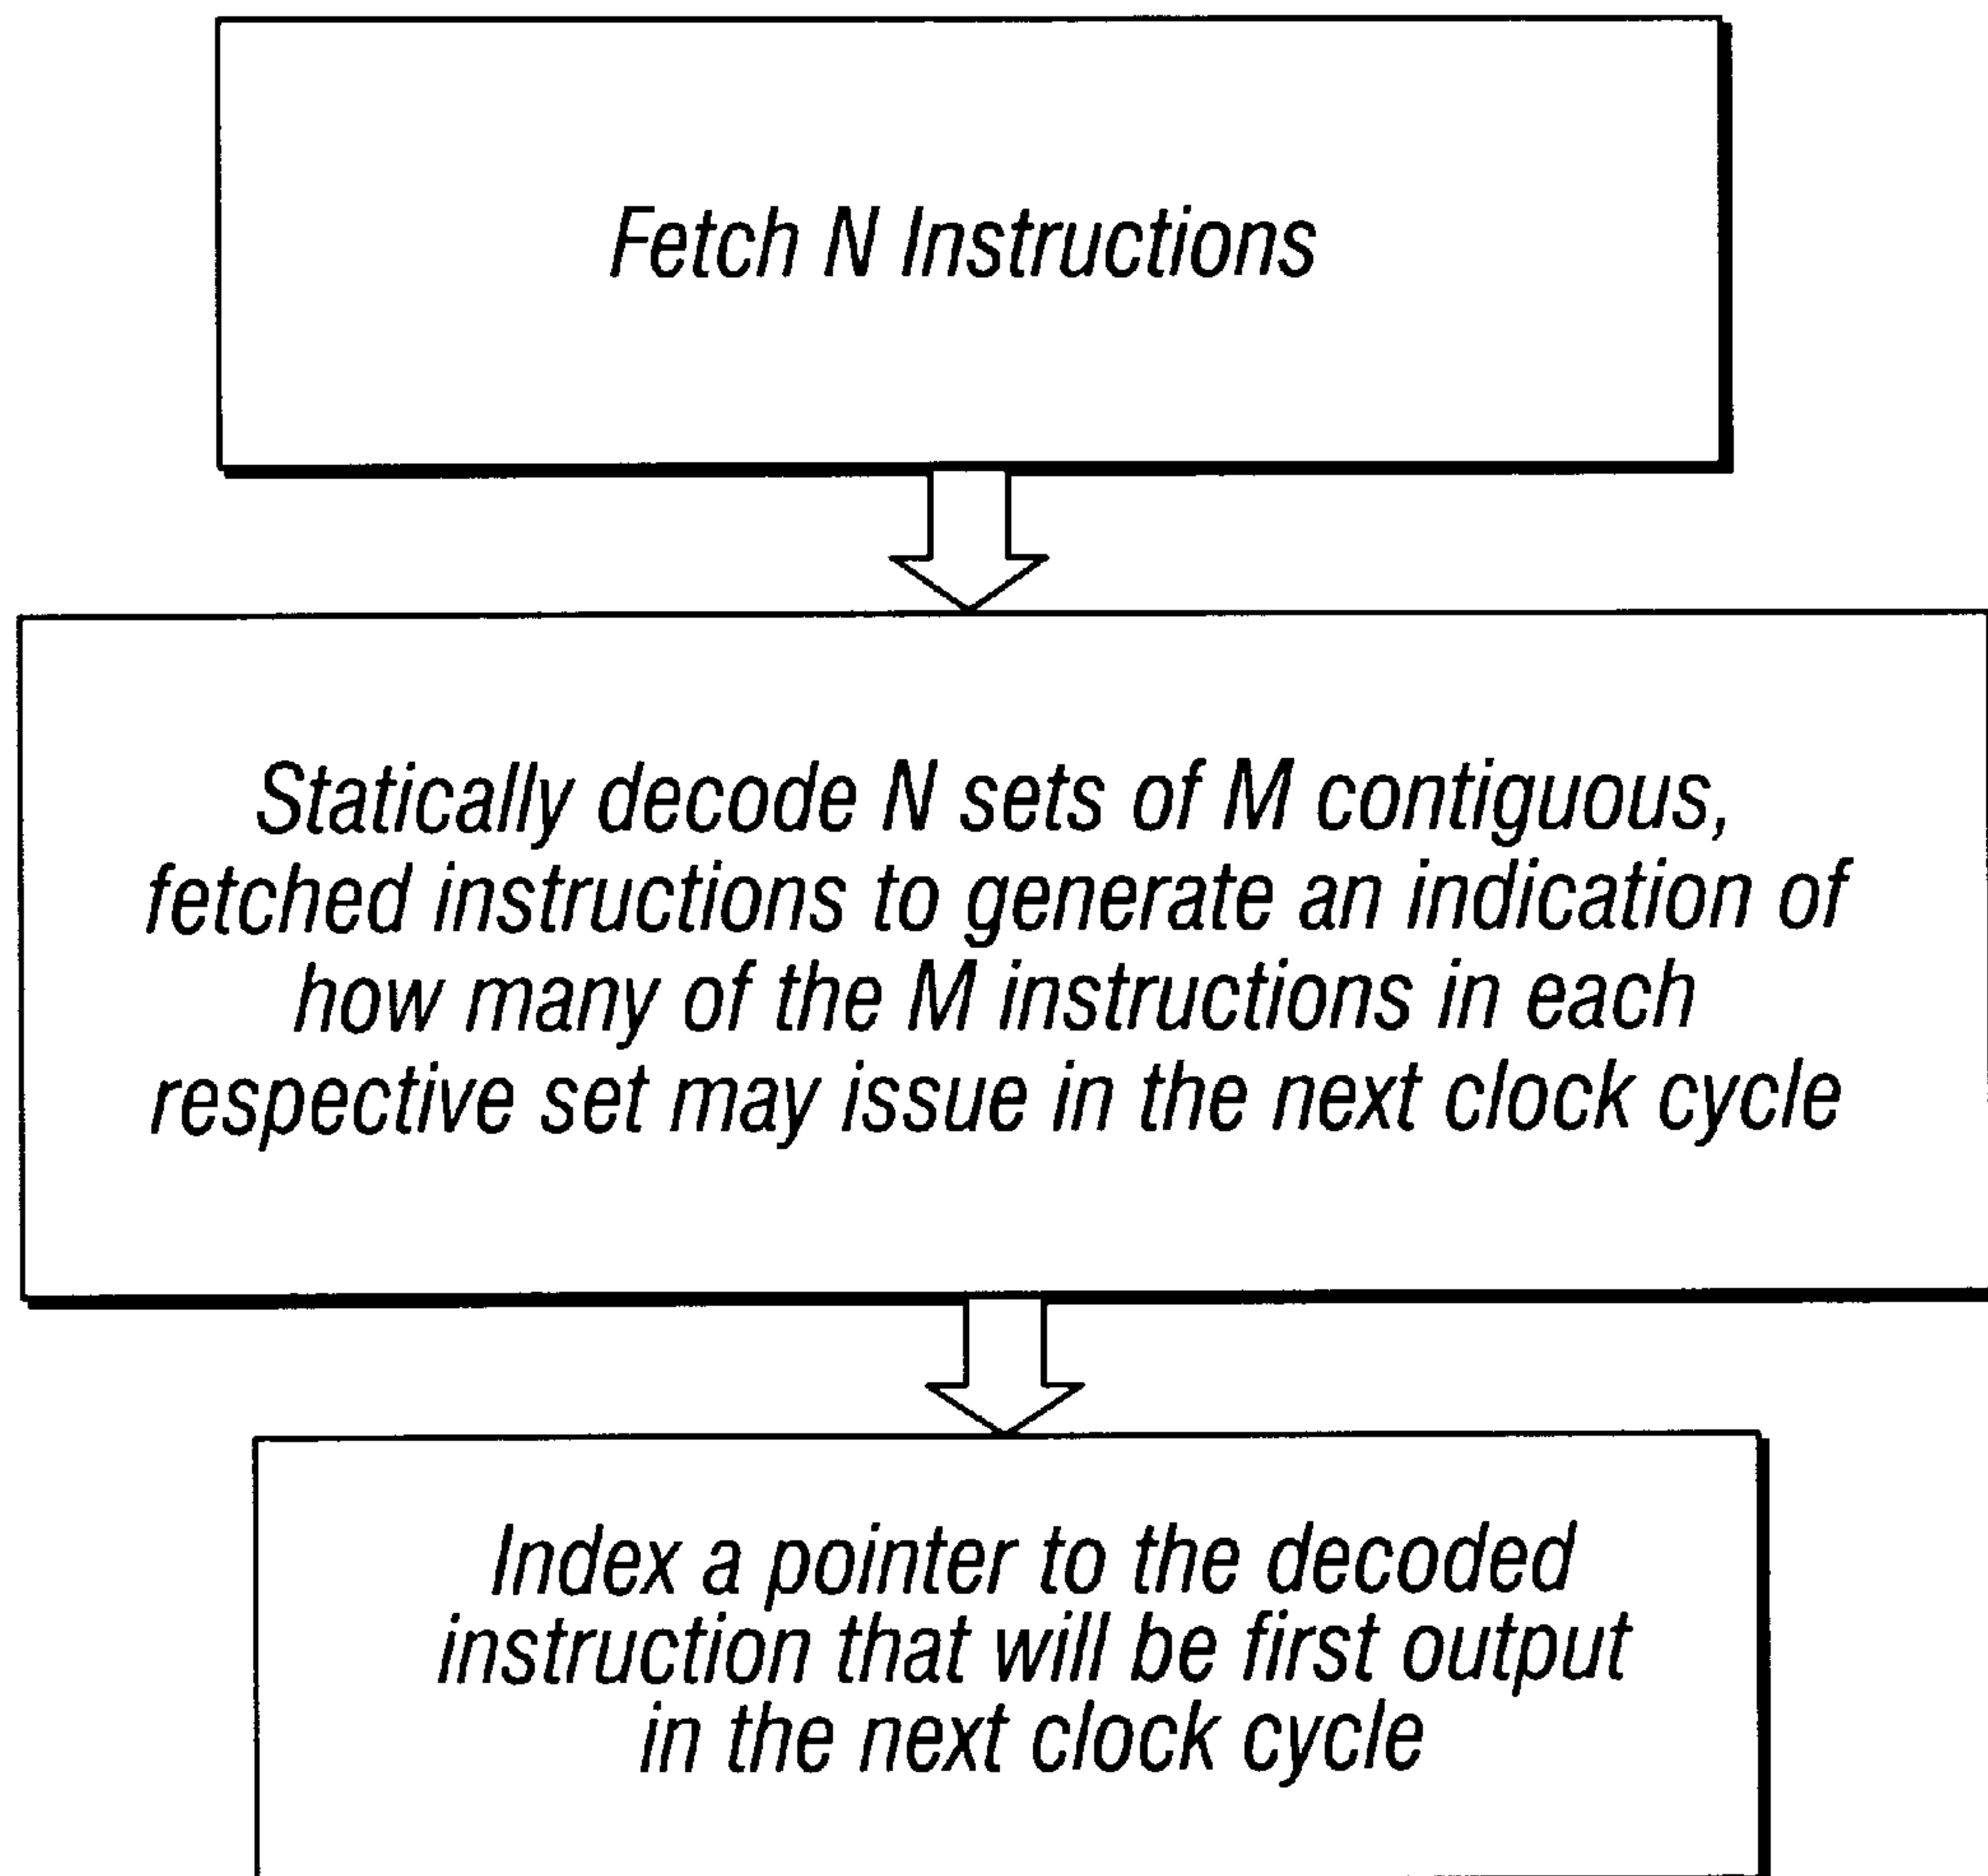 Fetch N Instructions
Statically decode N sets of M contiguous,
fetched instructions to generate an indication of
how many of the M instructions in each
respective set may issue in the next clock cycle
Index a pointer to the decoded
instruction that will be first output
in the next clock cycle